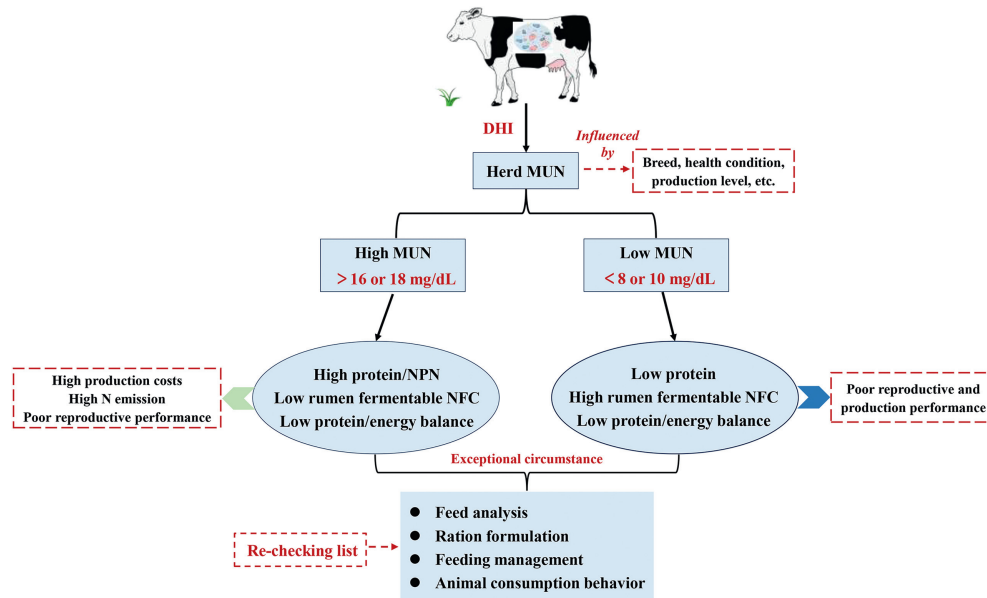 DHI
Influenced
by
Herd MUN
Breed, health condition,
production level, etc.
High MUN
>16 or 18 mg/dL
Low MUN
<8 or 10 mg/dL
High production costs
High N emission
Poor reproductive performance
High protein/NPN
Low rumen fermentable NFC
Low protein/energy balance
Low protein
High rumen fermentable NFC
Low protein/energy balance
Poor reproductive and
production performance
Exceptional circumstance
Re-checking list
● Feed analysis
● Ration formulation
● Feeding management
● Animal consumption behavior